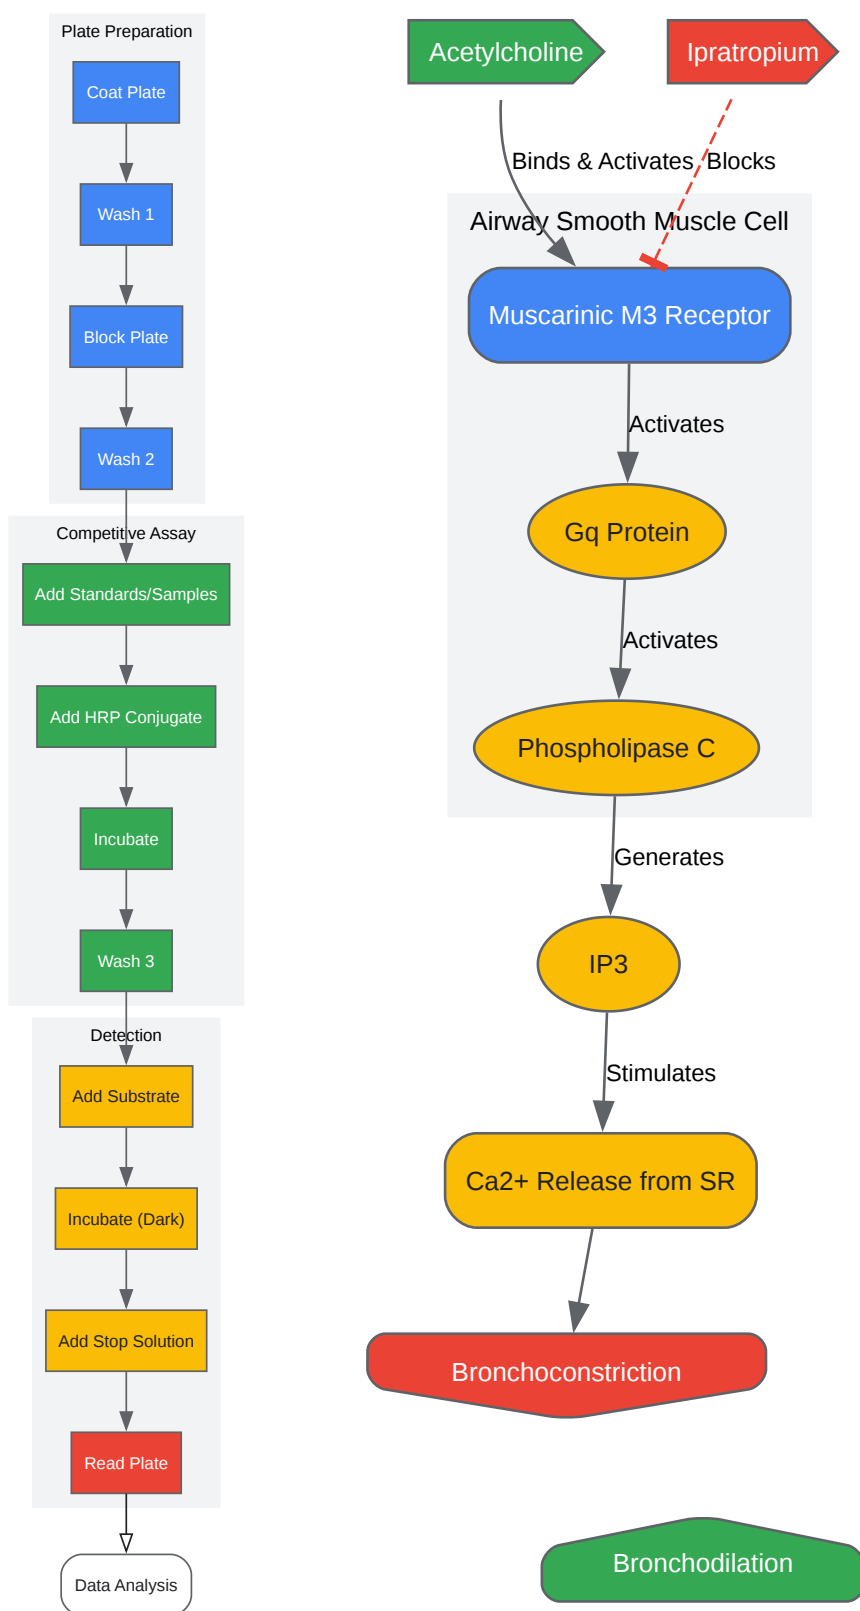 Plate Preparation
Coat Plate
Wash 1
Block Plate
Wash 2
Competitive Assay
Add Standards/Samples
Add HRP Conjugate
Incubate
Wash 3
Detection
Add Substrate
Incubate (Dark)
Add Stop Solution
Read Plate
Data Analysis
Acetylcholine
Ipratropium
Binds & Activates
Blocks
Airway Smooth Muscle Cell
Muscarinic M3 Receptor
Activates
Gq Protein
Activates
Phospholipase C
Generates
IP3
Stimulates
Ca2+ Release from SR
Bronchoconstriction
Bronchodilation